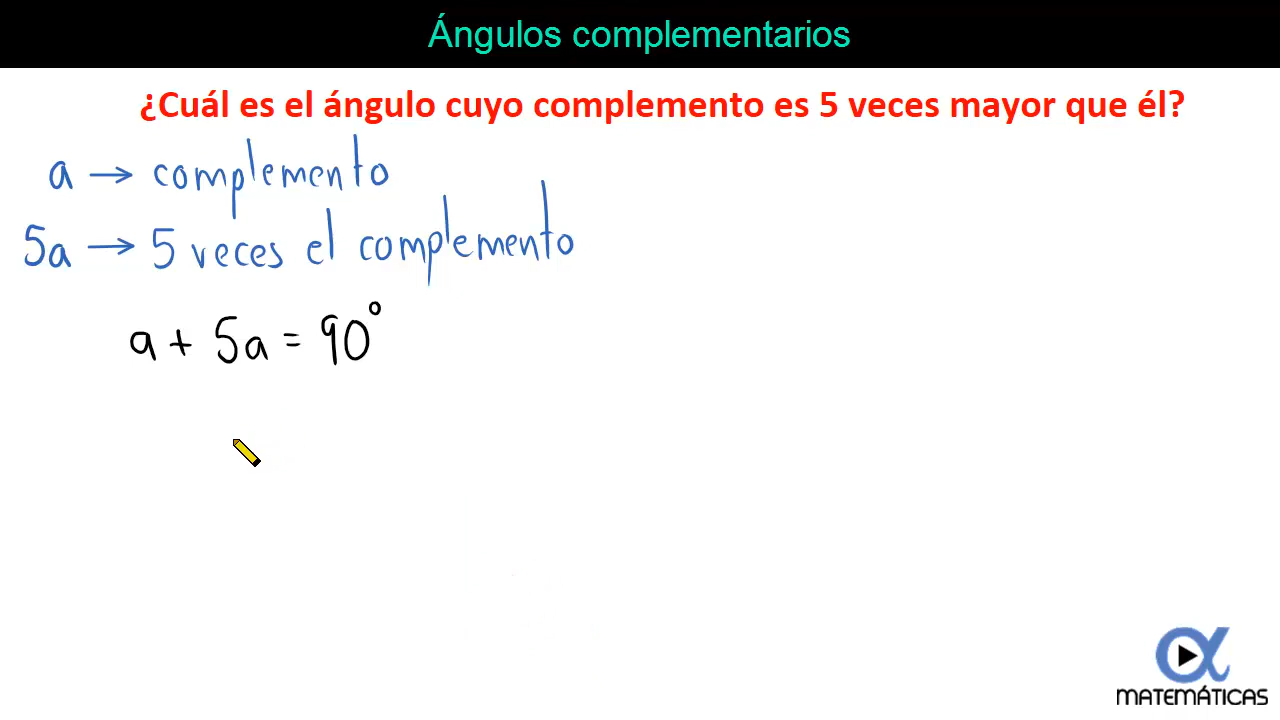 Ángulos complementarios
¿Cuál es el ángulo cuyo complemento es 5 veces mayor que él?
a → complemento
5a → 5 veces el complemento
a + 5a = 90°
MATEMÁTICAS